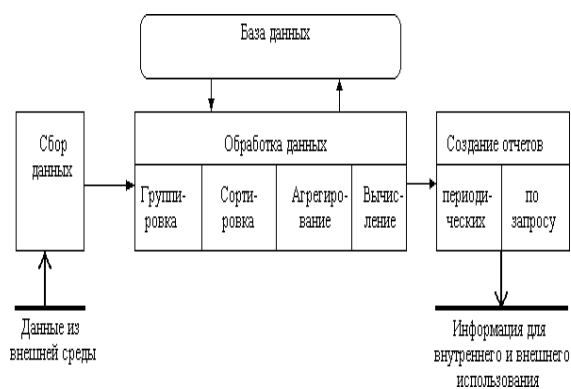 База данных
Сбор
данных
Обработка данных
Группи-
ровка
Сорти-
ровка
Агрегиро-
вание
Вычис-
ление
Создание отчетов
периоди-
ческих
по
запросу
Данные из
внешней среды
Информация для
внутреннего и внешнего
использования